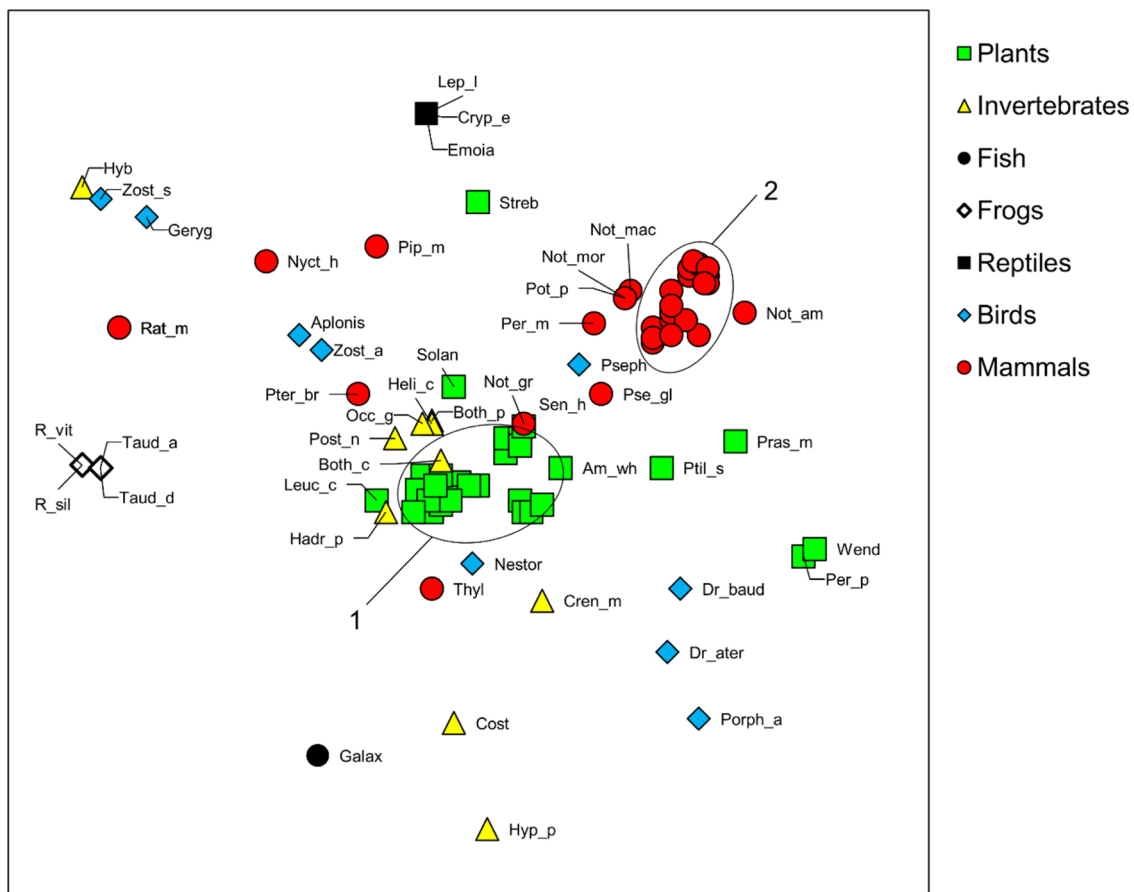 Lep_l
Cryp_e
Emoia
Hyb
Zost_s
Geryg
Streb
2
Not_mac
Not_mor
Pot_p
Pip_m
Nyct_h
Per_m
Not_am
Rat_m
Aplonis
Zost_a
Solan
Pseph
Pter_br
Heli_c
Not_gr
Pse_gl
Occ_g
Both_p
Sen_h
Post_n
Pras_m
R_vit
Taud_a
Both_c
Am_wh
Ptil_s
Leuc_c
R_sil
Taud_d
Hadr_p
Wend
Per_p
Nestor
Thyl
Cren_m
Dr_baud
1
Dr_ater
Cost
Porph_a
Galax
Hyp_p
Plants
Invertebrates
Fish
Frogs
Reptiles
Birds
Mammals